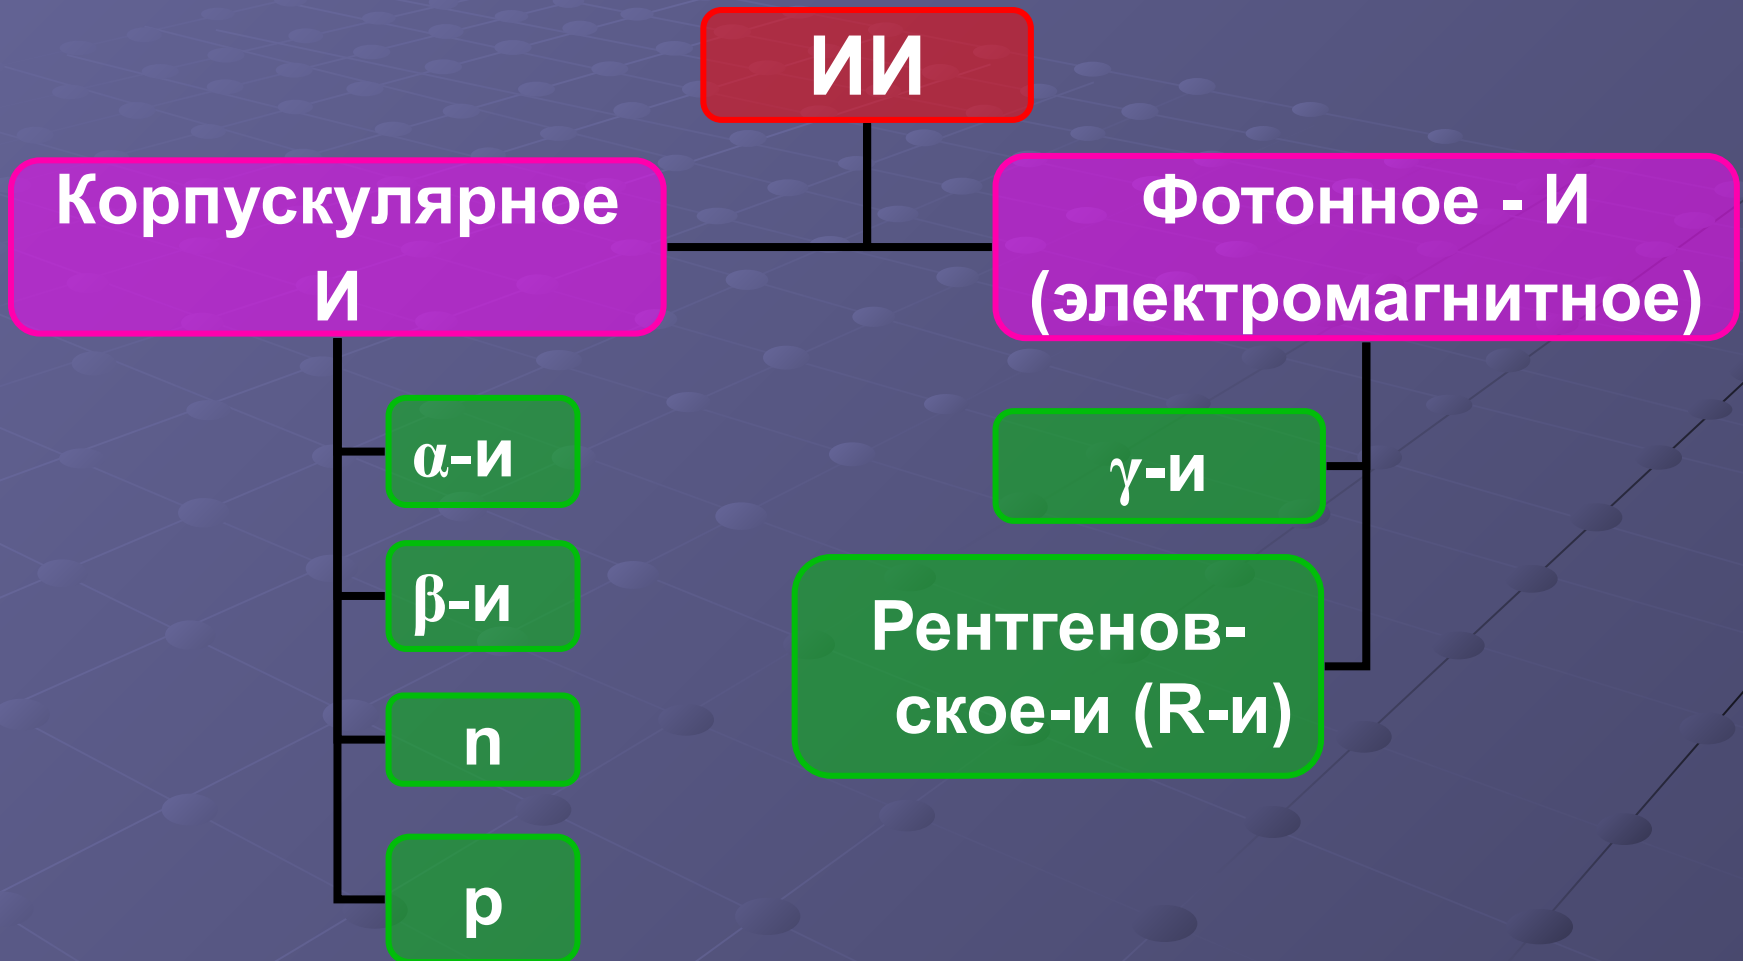 ИИ
Корпускулярное
И
Фотонное - И
(электромагнитное)
α-и
β-и
n
p
γ-и
Рентгенов-
ское-и (R-и)